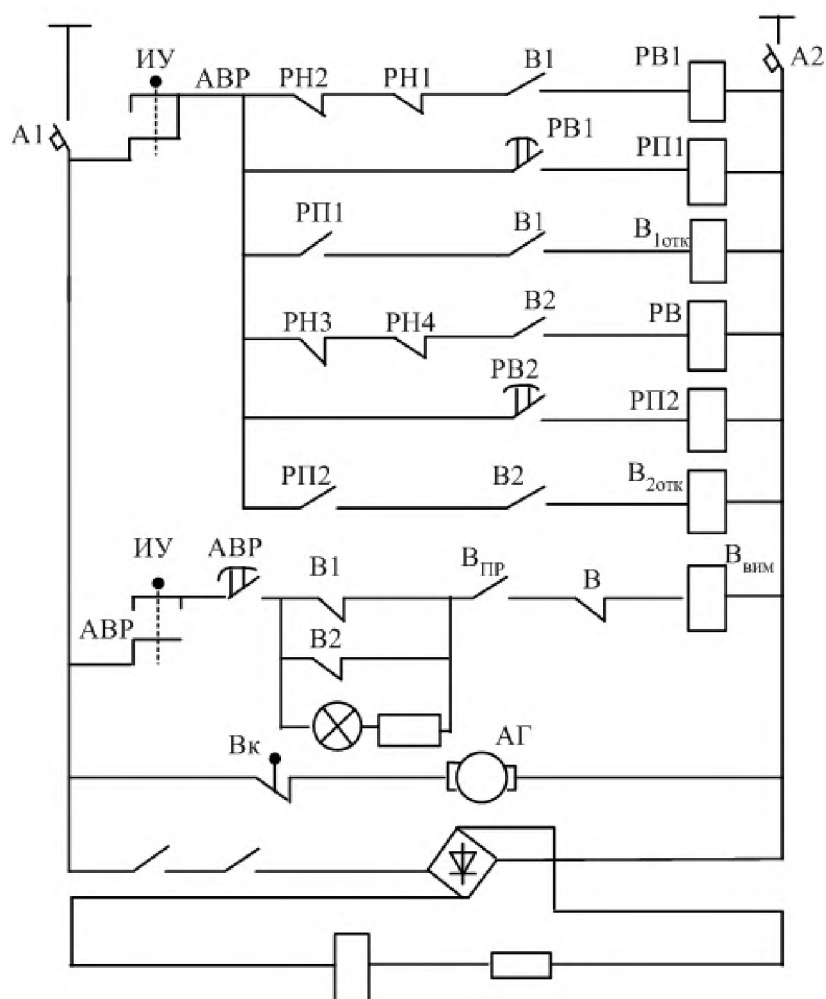 ИУ
АВР
РН2
РН1
В1
РВ1
А2
А1
РВ1
РП1
РП1
В1
В1отк
РН3
РН4
В2
РВ
РВ2
РП2
РП2
В2
В2отк
ИУ
АВР
В1
ВПР
В
Ввим
АВР
В2
Вк
АГ